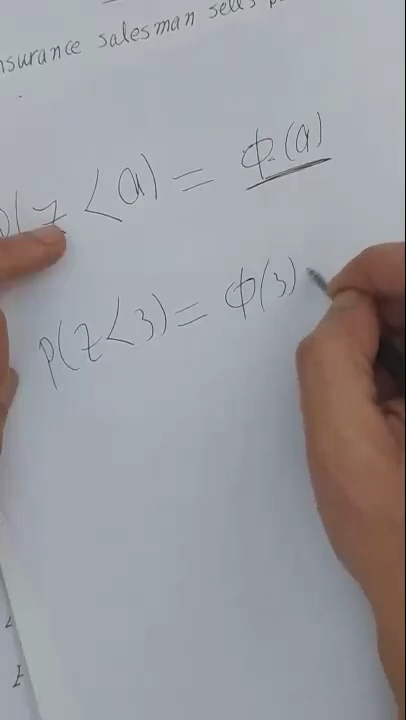 insurance salesman sells
P(Z < a) = Φ(a)
P(Z < 3) = Φ(3)